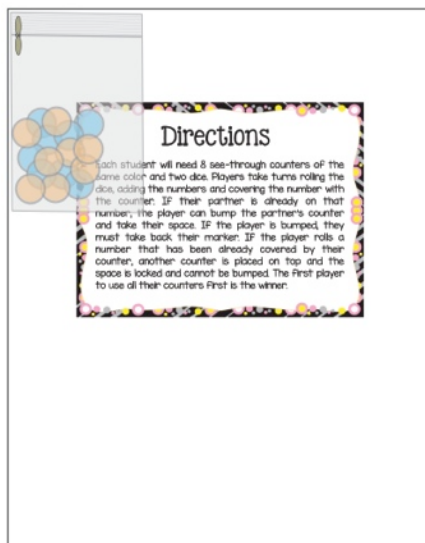 Directions
Each student will need 8 see-through counters of the
same color and two dice. Players take turns rolling the
dice, adding the numbers and covering the number with
the counter. If their partner is already on that
number, the player can bump the partner's counter
and take their space. If the player is bumped, they
must take back their marker. If the player rolls a
number that has been already covered by their
counter, another counter is placed on top and the
space is locked and cannot be bumped. The first player
to use all their counters first is the winner.